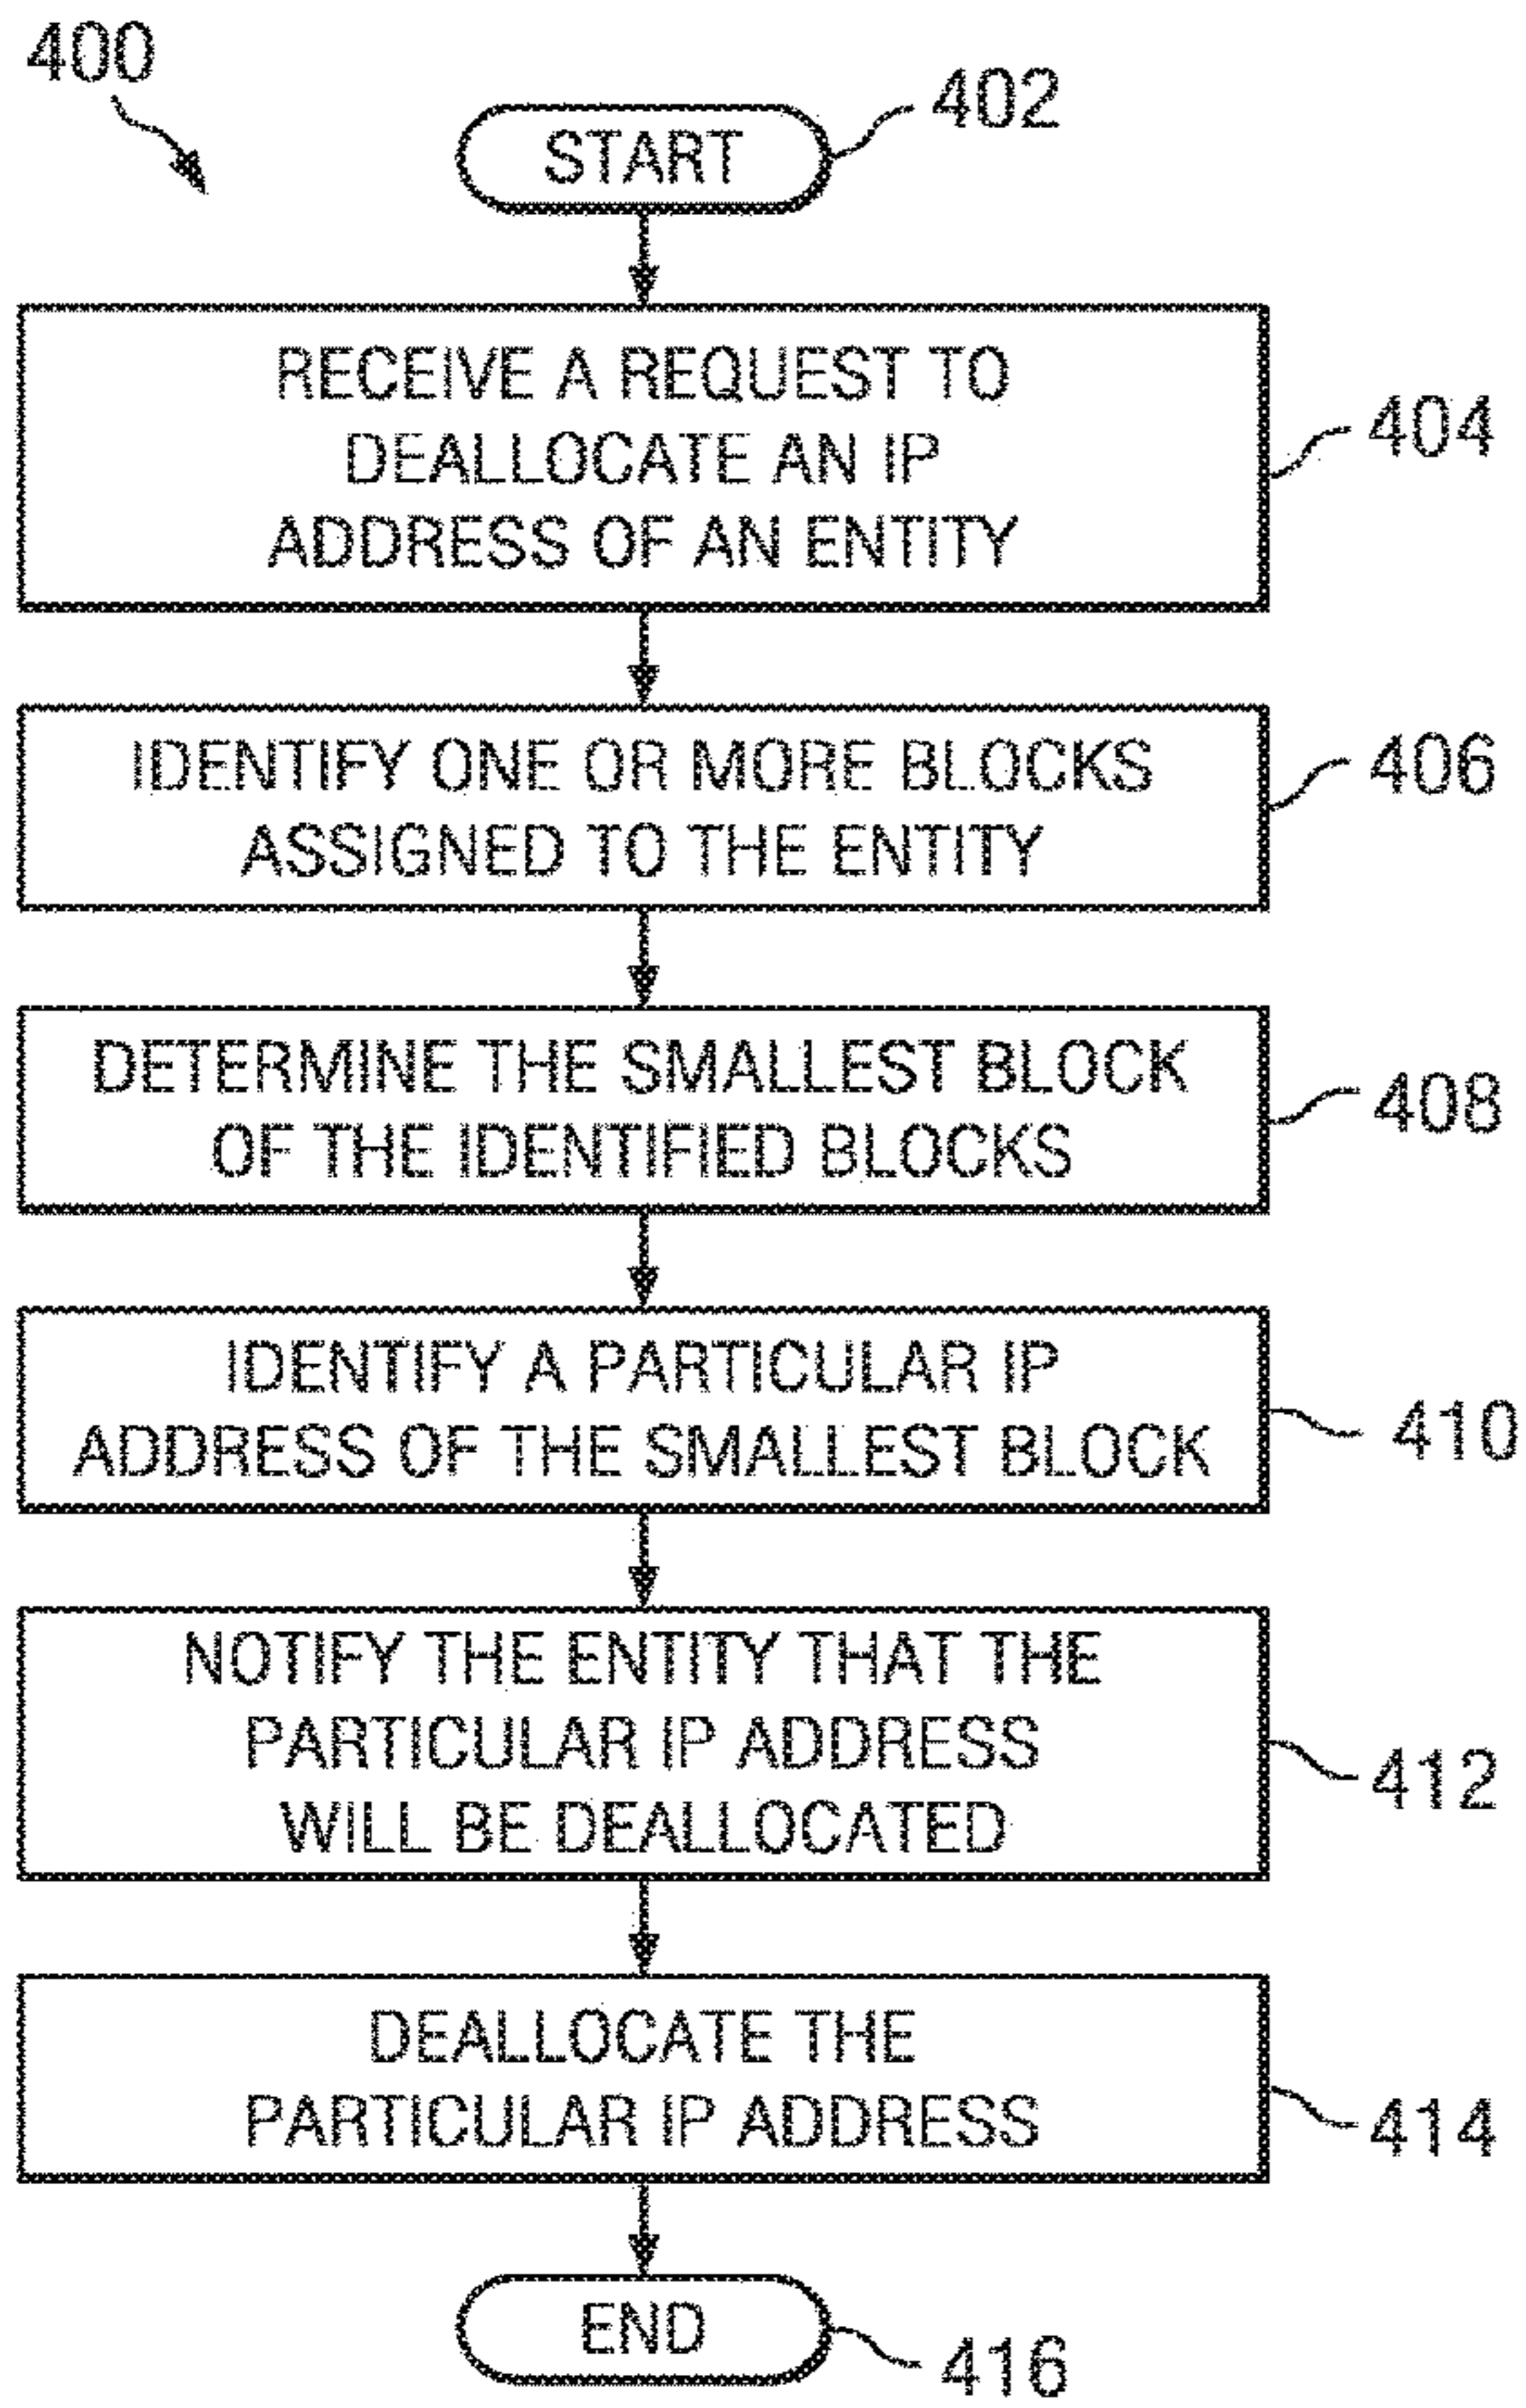 400
START
402
RECEIVE A REQUEST TO
DEALLOCATE AN IP
ADDRESS OF AN ENTITY
404
IDENTIFY ONE OR MORE BLOCKS
ASSIGNED TO THE ENTITY
406
DETERMINE THE SMALLEST BLOCK
OF THE IDENTIFIED BLOCKS
408
IDENTIFY A PARTICULAR IP
ADDRESS OF THE SMALLEST BLOCK
410
NOTIFY THE ENTITY THAT THE
PARTICULAR IP ADDRESS
WILL BE DEALLOCATED
412
DEALLOCATE THE
PARTICULAR IP ADDRESS
414
END
416